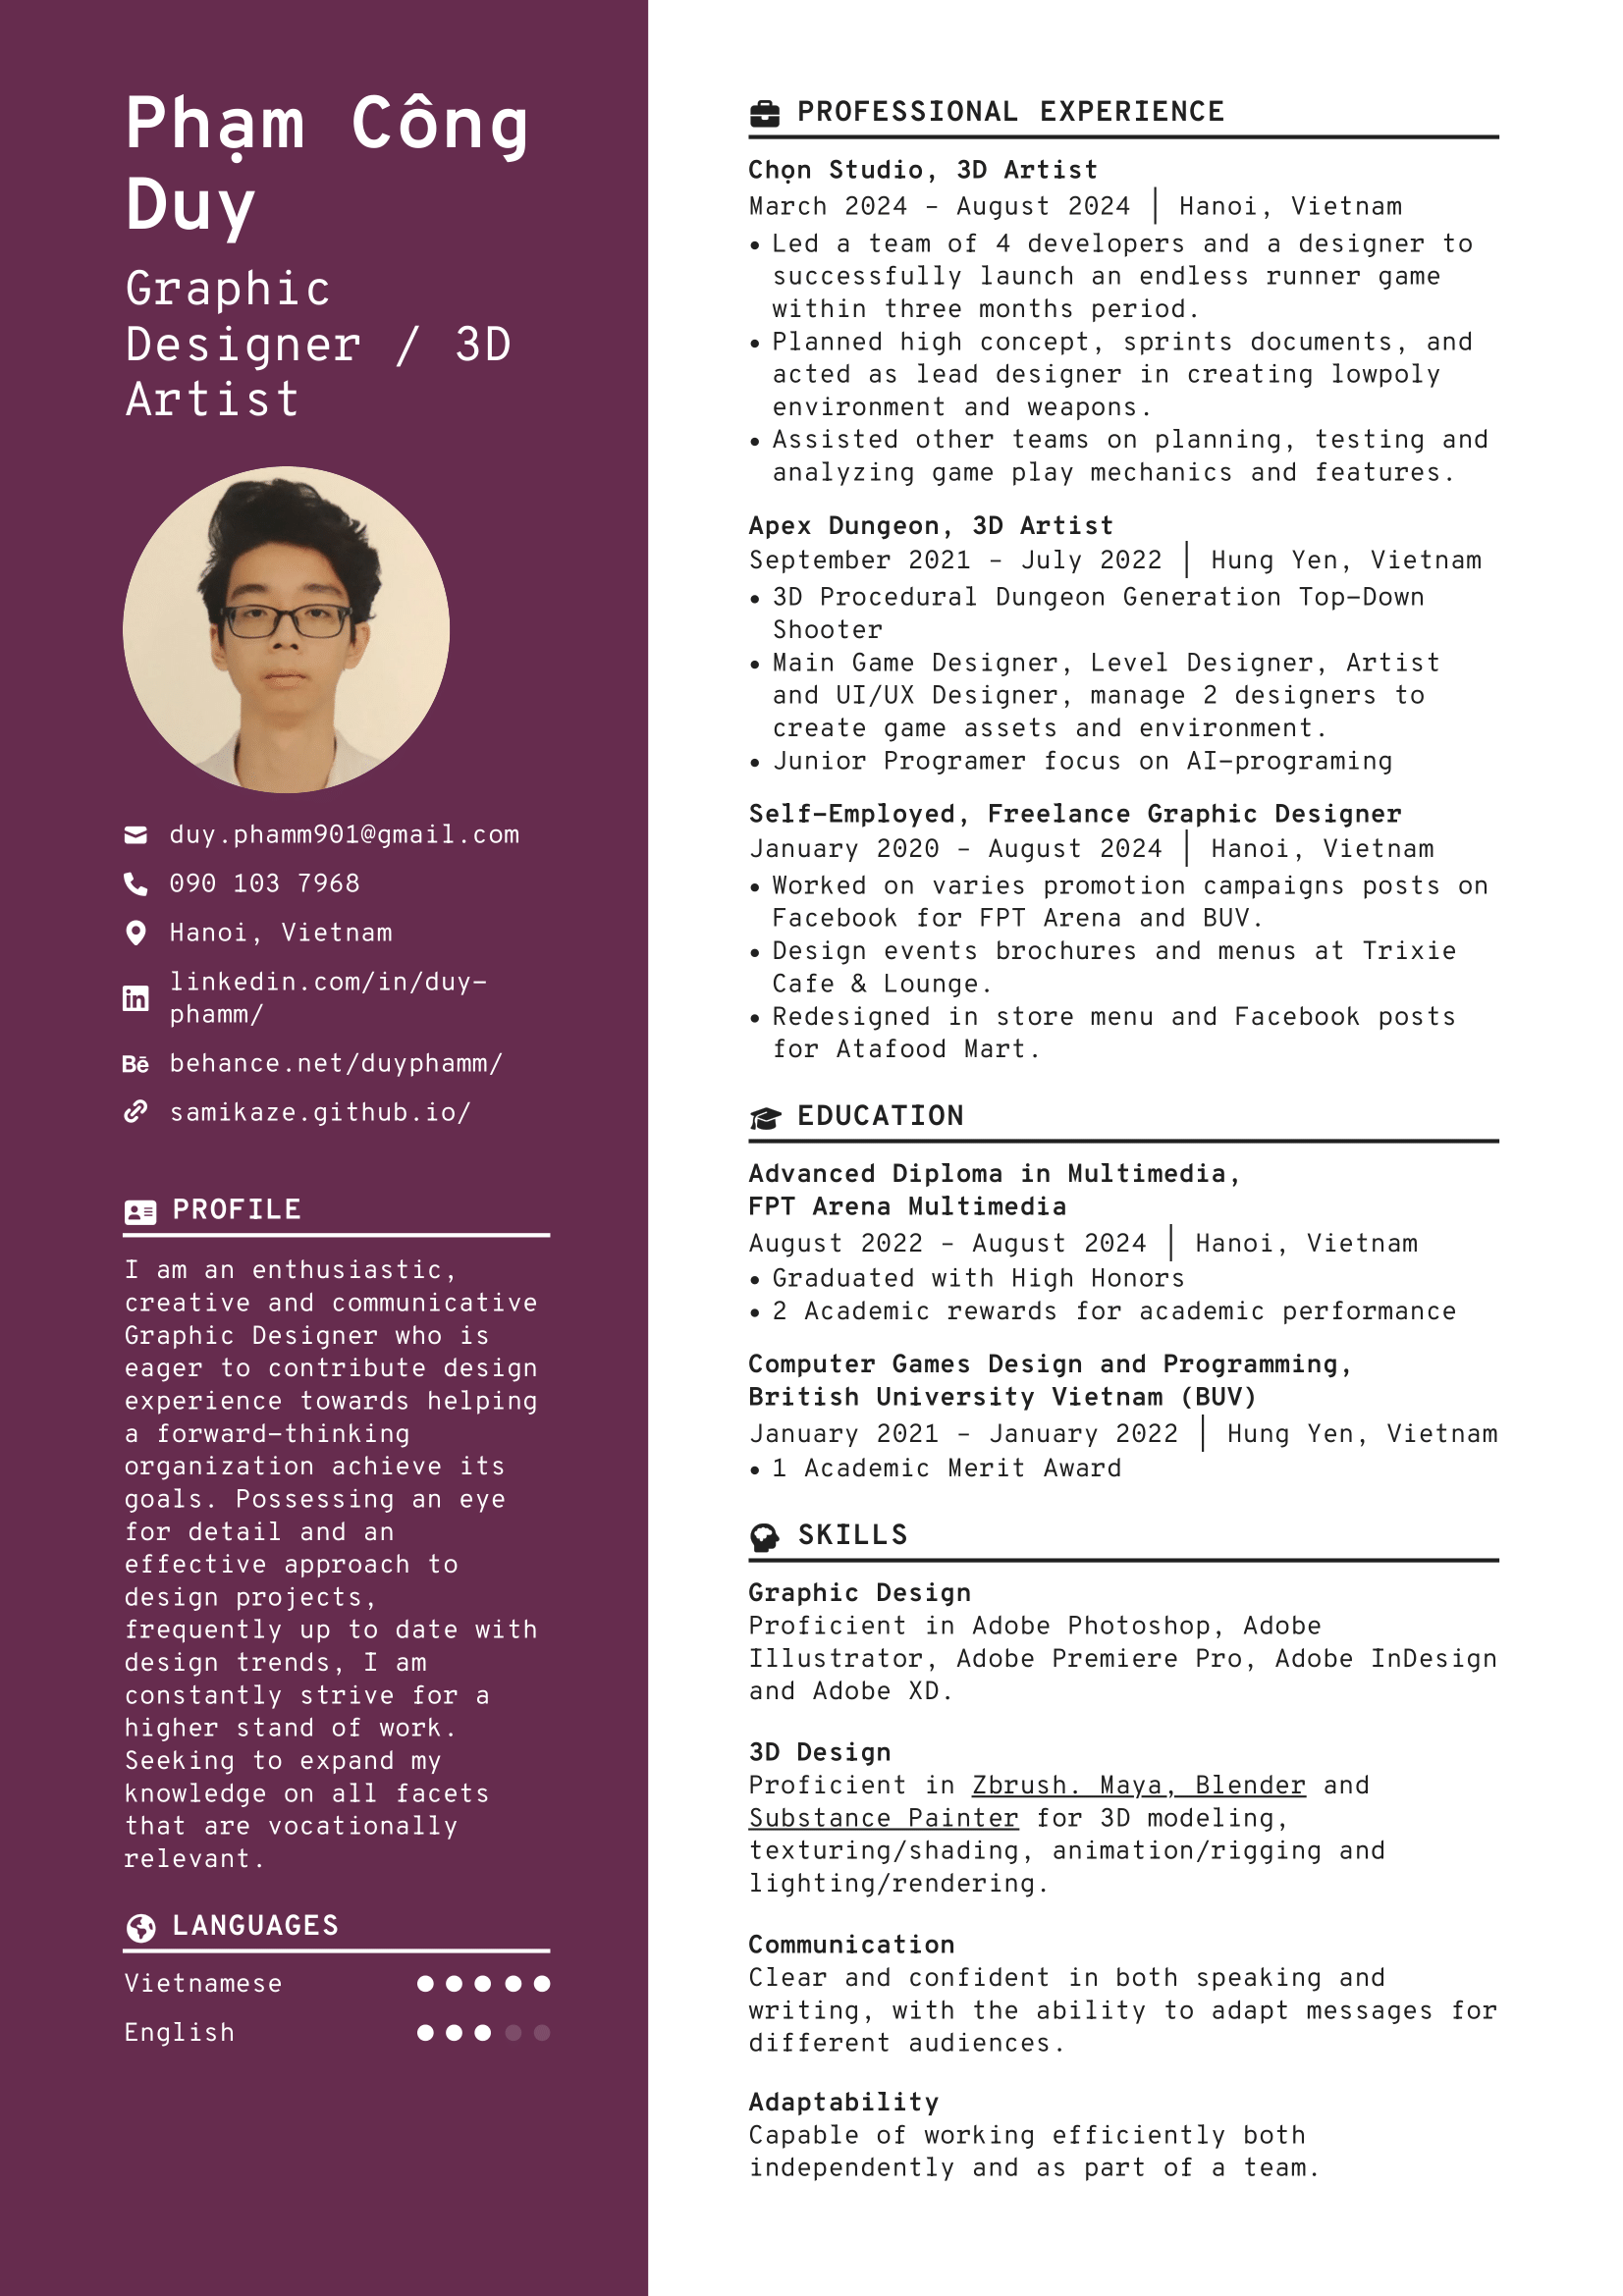 Phạm Công
Duy
Graphic
Designer / 3D
Artist
duy.phamm901@gmail.com
090 103 7968
Hanoi, Vietnam
linkedin.com/in/duy-
phamm/
Bē behance.net/duyphamm/
samikaze.github.io/
PROFILE
I am an enthusiastic,
creative and communicative
Graphic Designer who is
eager to contribute design
experience towards helping
a forward-thinking
organization achieve its
goals. Possessing an eye
for detail and an
effective approach to
design projects,
frequently up to date with
design trends, I am
constantly strive for a
higher stand of work.
Seeking to expand my
knowledge on all facets
that are vocationally
relevant.
LANGUAGES
Vietnamese
English
PROFESSIONAL EXPERIENCE
Chọn Studio, 3D Artist
March 2024 – August 2024 | Hanoi, Vietnam
• Led a team of 4 developers and a designer to
successfully launch an endless runner game
within three months period.
• Planned high concept, sprints documents, and
acted as lead designer in creating lowpoly
environment and weapons.
• Assisted other teams on planning, testing and
analyzing game play mechanics and features.
Apex Dungeon, 3D Artist
September 2021 – July 2022 | Hung Yen, Vietnam
• 3D Procedural Dungeon Generation Top-Down
Shooter
• Main Game Designer, Level Designer, Artist
and UI/UX Designer, manage 2 designers to
create game assets and environment.
• Junior Programer focus on AI-programing
Self-Employed, Freelance Graphic Designer
January 2020 – August 2024 | Hanoi, Vietnam
• Worked on varies promotion campaigns posts on
Facebook for FPT Arena and BUV.
• Design events brochures and menus at Trixie
Cafe & Lounge.
• Redesigned in store menu and Facebook posts
for Atafood Mart.
EDUCATION
Advanced Diploma in Multimedia,
FPT Arena Multimedia
August 2022 – August 2024 | Hanoi, Vietnam
• Graduated with High Honors
• 2 Academic rewards for academic performance
Computer Games Design and Programming,
British University Vietnam (BUV)
January 2021 – January 2022 | Hung Yen, Vietnam
• 1 Academic Merit Award
SKILLS
Graphic Design
Proficient in Adobe Photoshop, Adobe
Illustrator, Adobe Premiere Pro, Adobe InDesign
and Adobe XD.
3D Design
Proficient in Zbrush. Maya, Blender and
Substance Painter for 3D modeling,
texturing/shading, animation/rigging and
lighting/rendering.
Communication
Clear and confident in both speaking and
writing, with the ability to adapt messages for
different audiences.
Adaptability
Capable of working efficiently both
independently and as part of a team.